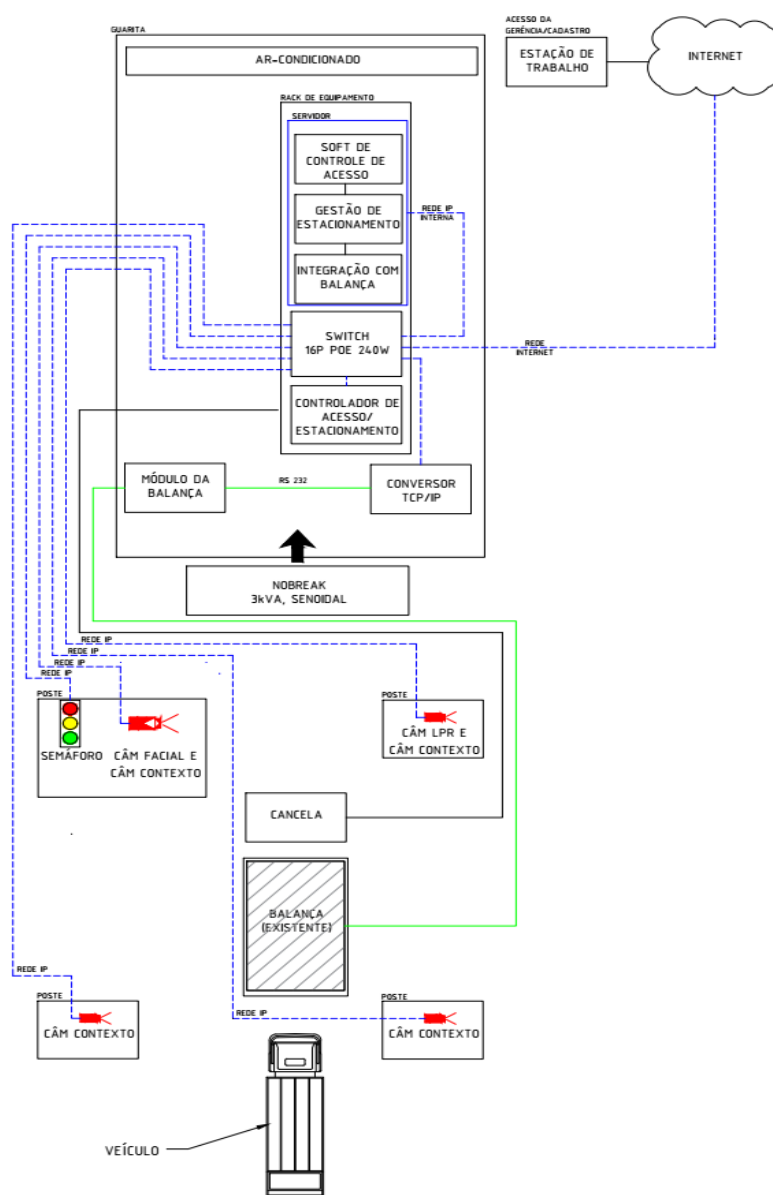 GUARITA
AR-CONDICIONADO
ACESSO DA
GERÊNCIA/CADASTRO
ESTAÇÃO DE
TRABALHO
INTERNET
RACK DE EQUIPAMENTO
SERVIDOR
SOFT DE
CONTROLE DE
ACESSO
GESTÃO DE
ESTACIONAMENTO
REDE IP
INTERNA
INTEGRAÇÃO COM
BALANÇA
SWITCH
16P POE 240W
REDE
INTERNET
CONTROLADOR DE
ACESSO/
ESTACIONAMENTO
MÓDULO DA
BALANÇA
RS 232
CONVERSOR
TCP/IP
NOBREAK
3kVA, SENOIDAL
REDE IP
REDE IP
REDE IP
REDE IP
POSTE
SEMÁFORO
CÂM FACIAL E
CÂM CONTEXTO
POSTE
CÂM LPR E
CÂM CONTEXTO
CANCELA
BALANÇA
(EXISTENTE)
REDE IP
POSTE
CÂM CONTEXTO
REDE IP
POSTE
CÂM CONTEXTO
VEÍCULO